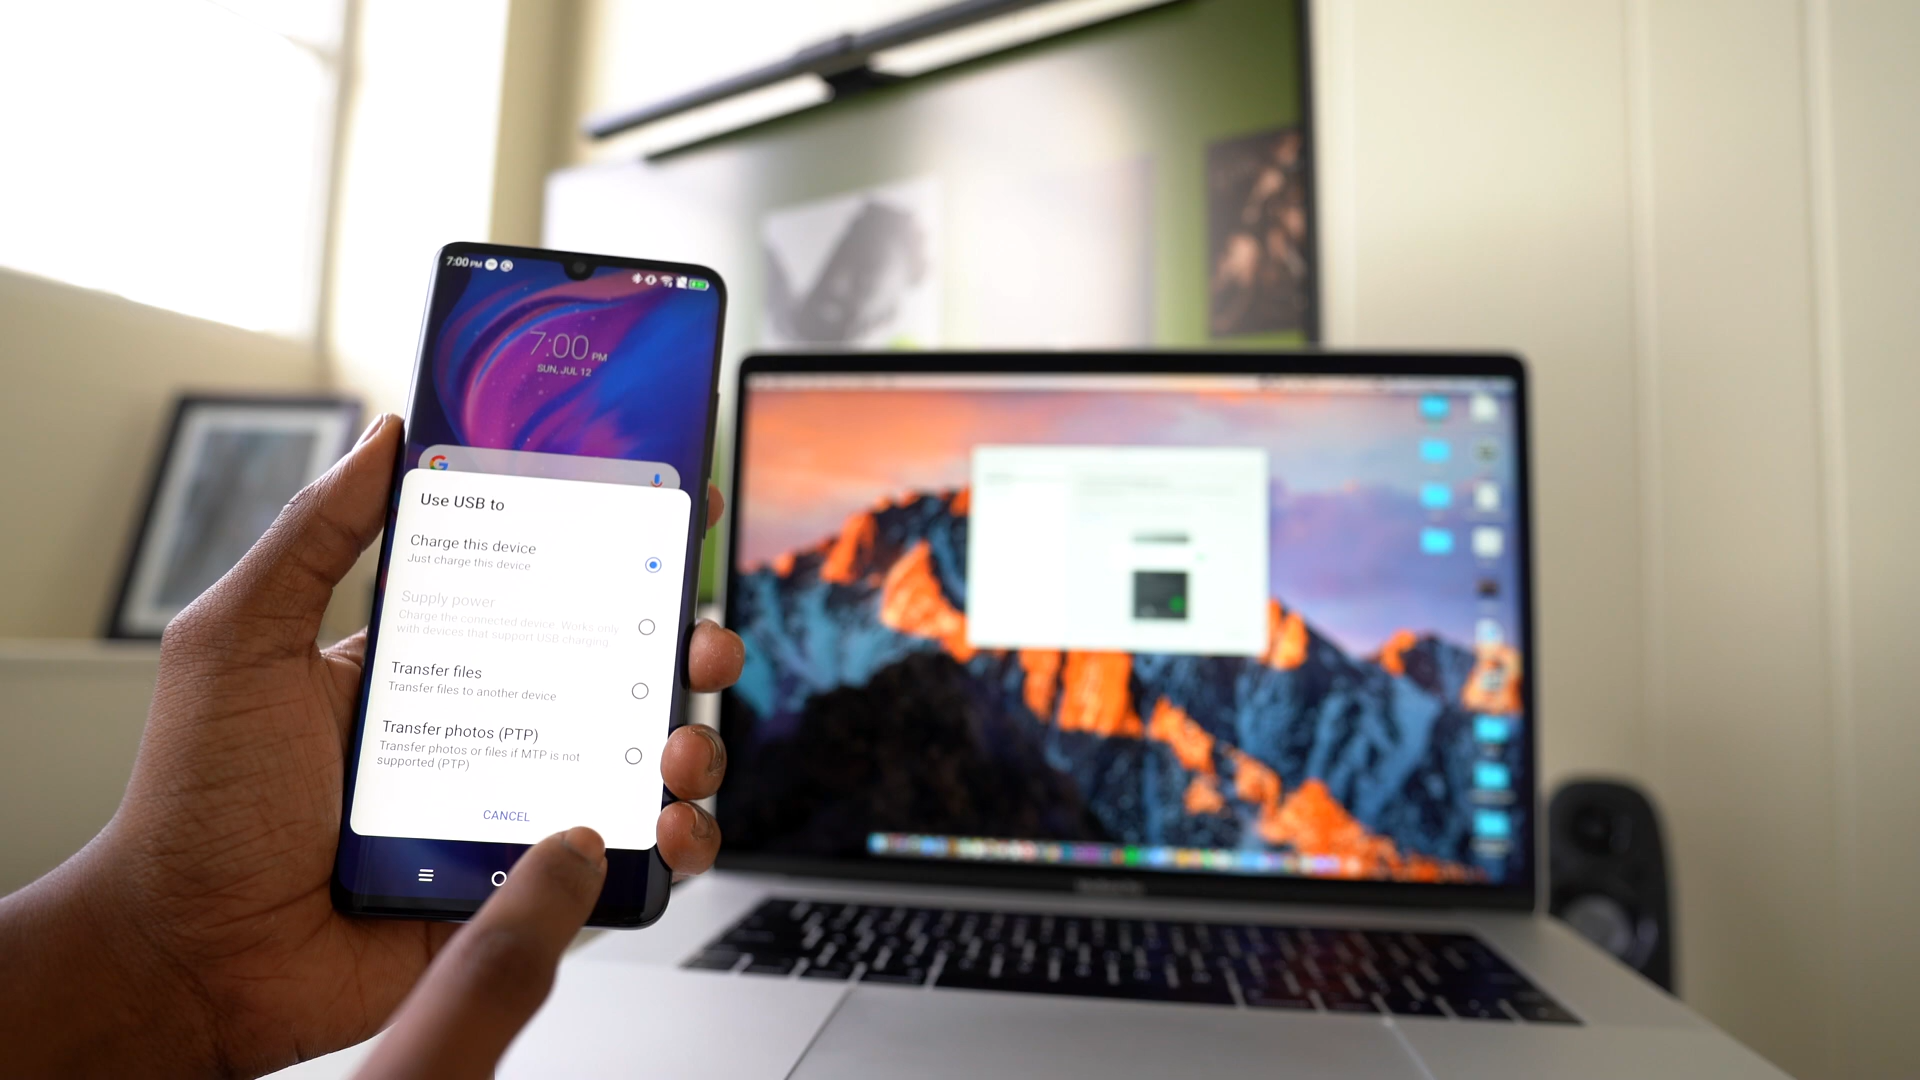 7:00 PM
7:00 PM
SUN, JUL 12
G
Use USB to
Charge this device
Just charge this device
Supply power
Charge the connected device. Works only
with devices that support USB charging
Transfer files
Transfer files to another device
Transfer photos (PTP)
Transfer photos or files if MTP is not
supported (PTP)
CANCEL